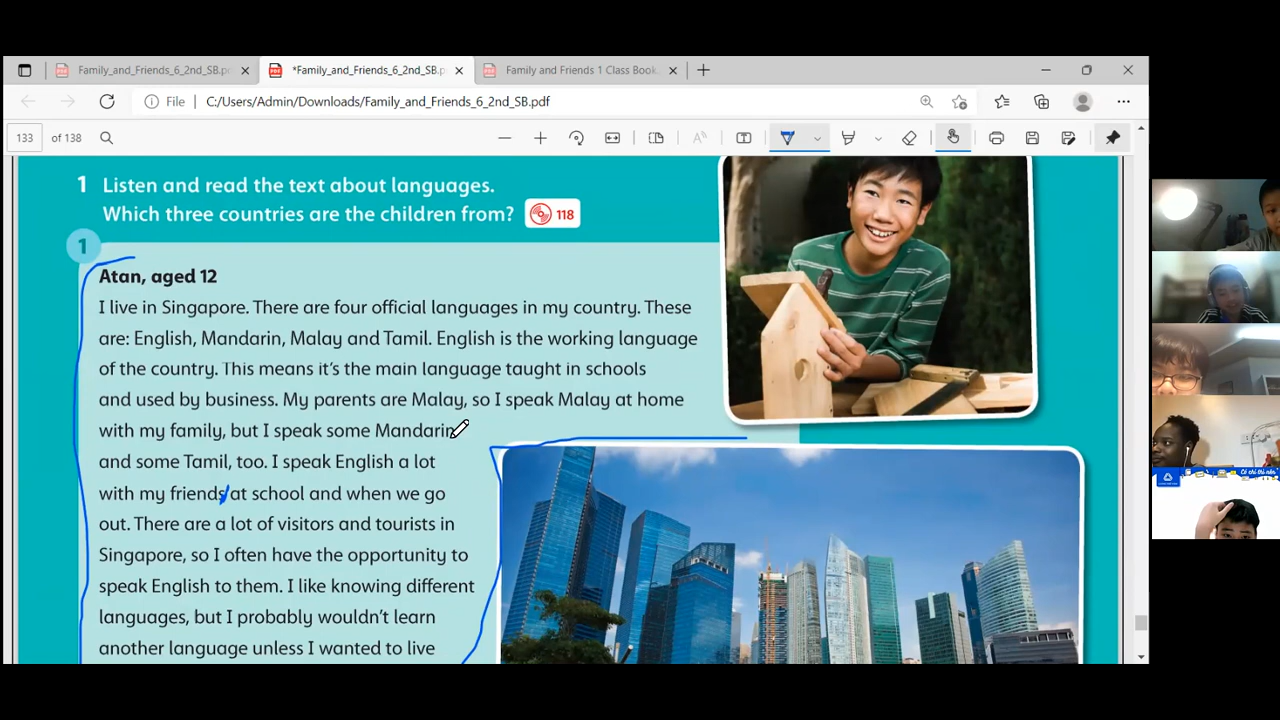 Family_and_Friends_6_2nd_SB.p
*Family_and_Friends_6_2nd_SB.p
Family and Friends 1 Class Book.
File C:/Users/Admin/Downloads/Family_and_Friends_6_2nd_SB.pdf
133 of 138
1 Listen and read the text about languages.
Which three countries are the children from? 118
1
Atan, aged 12
I live in Singapore. There are four official languages in my country. These
are: English, Mandarin, Malay and Tamil. English is the working language
of the country. This means it's the main language taught in schools
and used by business. My parents are Malay, so I speak Malay at home
with my family, but I speak some Mandarin
and some Tamil, too. I speak English a lot
with my friends at school and when we go
out. There are a lot of visitors and tourists in
Singapore, so I often have the opportunity to
speak English to them. I like knowing different
languages, but I probably wouldn't learn
another language unless I wanted to live
Có chí thì nên